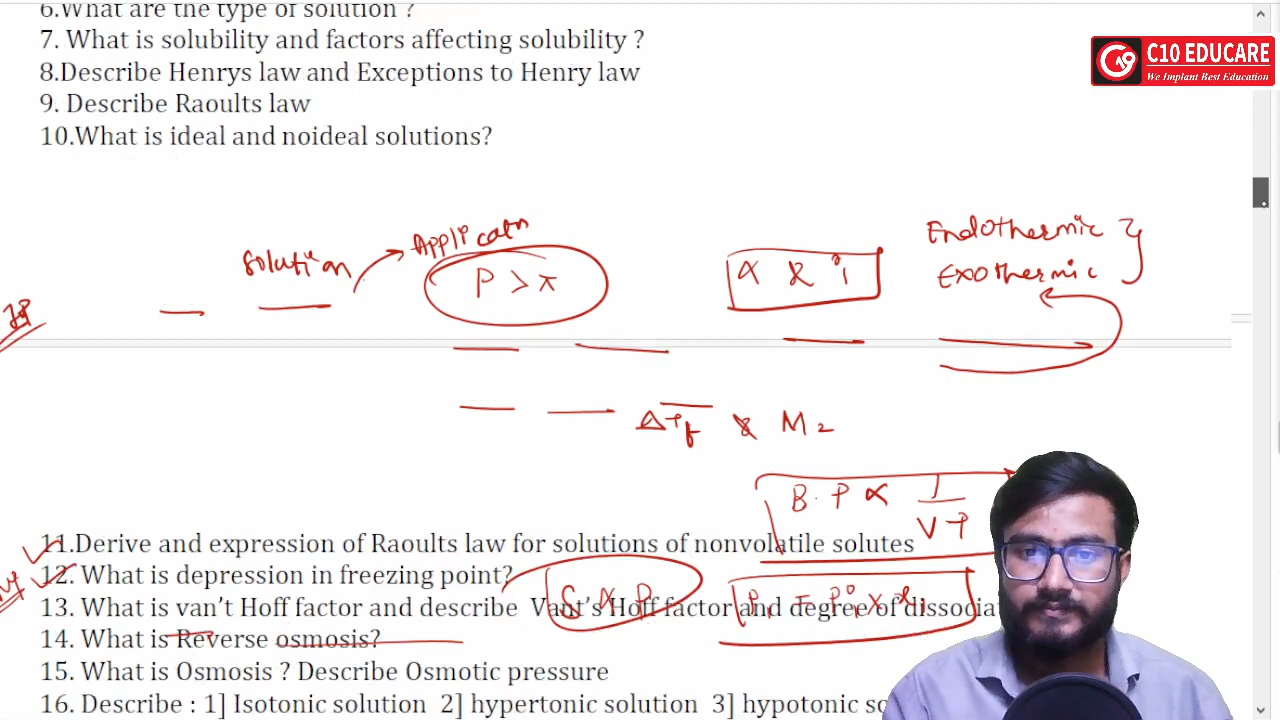 6.What are the type of solution ?
7. What is solubility and factors affecting solubility ?
8.Describe Henrys law and Exceptions to Henry law
9. Describe Raoults law
10.What is ideal and noideal solutions?
C10 EDUCARE
We Implant Best Education
Solution
Applicatn
P > π
α & i
Endothermic
Exothermic
ΔTf & M2
B.P ∝ 1/V.P
11.Derive and expression of Raoults law for solutions of nonvolatile solutes
12. What is depression in freezing point?
S ∝ P
P1 = P°1 x x1
13. What is van't Hoff factor and describe Vant's Hoff factor and degree of dissocia
14. What is Reverse osmosis?
15. What is Osmosis ? Describe Osmotic pressure
16. Describe : 1] Isotonic solution 2] hypertonic solution 3] hypotonic so